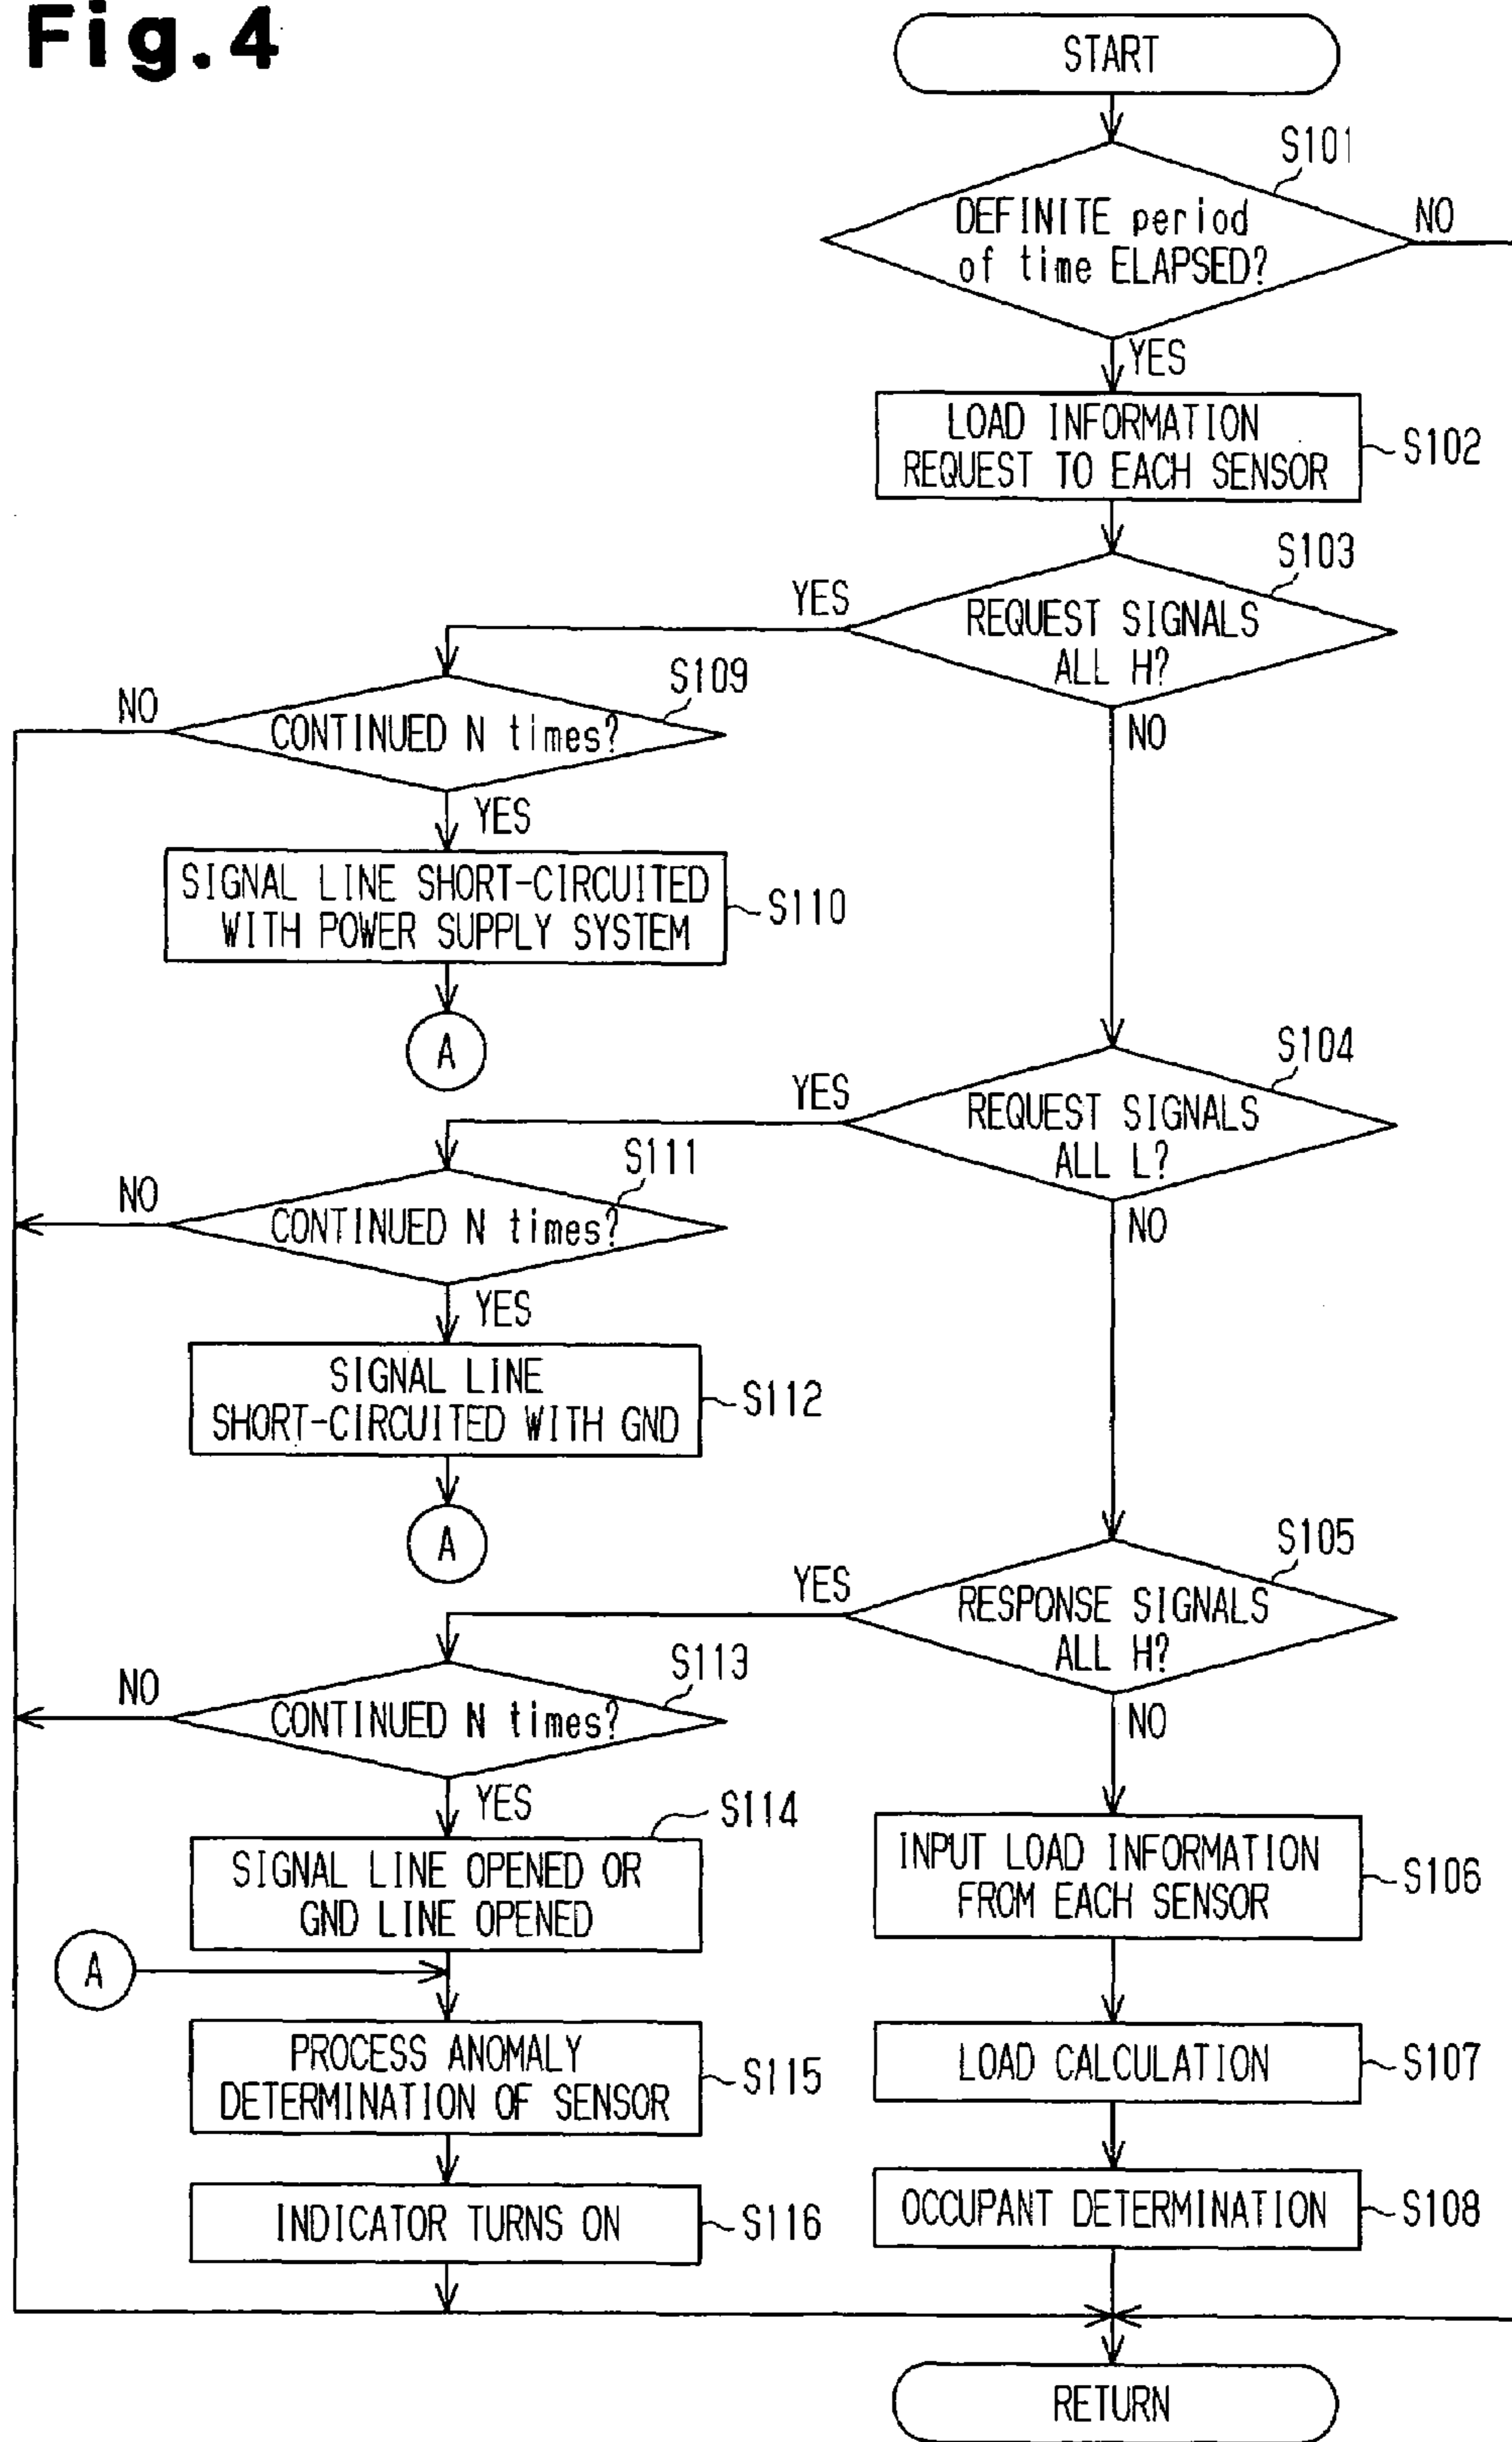 Fig.4
START
S101
DEFINITE period
of time ELAPSED?
NO
YES
LOAD INFORMATION
REQUEST TO EACH SENSOR
S102
S103
YES
REQUEST SIGNALS
ALL H?
NO
S109
NO
CONTINUED N times?
YES
SIGNAL LINE SHORT-CIRCUITED
WITH POWER SUPPLY SYSTEM
S110
A
S104
YES
REQUEST SIGNALS
ALL L?
NO
S111
NO
CONTINUED N times?
YES
SIGNAL LINE
SHORT-CIRCUITED WITH GND
S112
A
S105
YES
RESPONSE SIGNALS
ALL H?
NO
S113
NO
CONTINUED N times?
YES
S114
SIGNAL LINE OPENED OR
GND LINE OPENED
INPUT LOAD INFORMATION
FROM EACH SENSOR
S106
A
PROCESS ANOMALY
DETERMINATION OF SENSOR
S115
LOAD CALCULATION
S107
INDICATOR TURNS ON
S116
OCCUPANT DETERMINATION
S108
RETURN